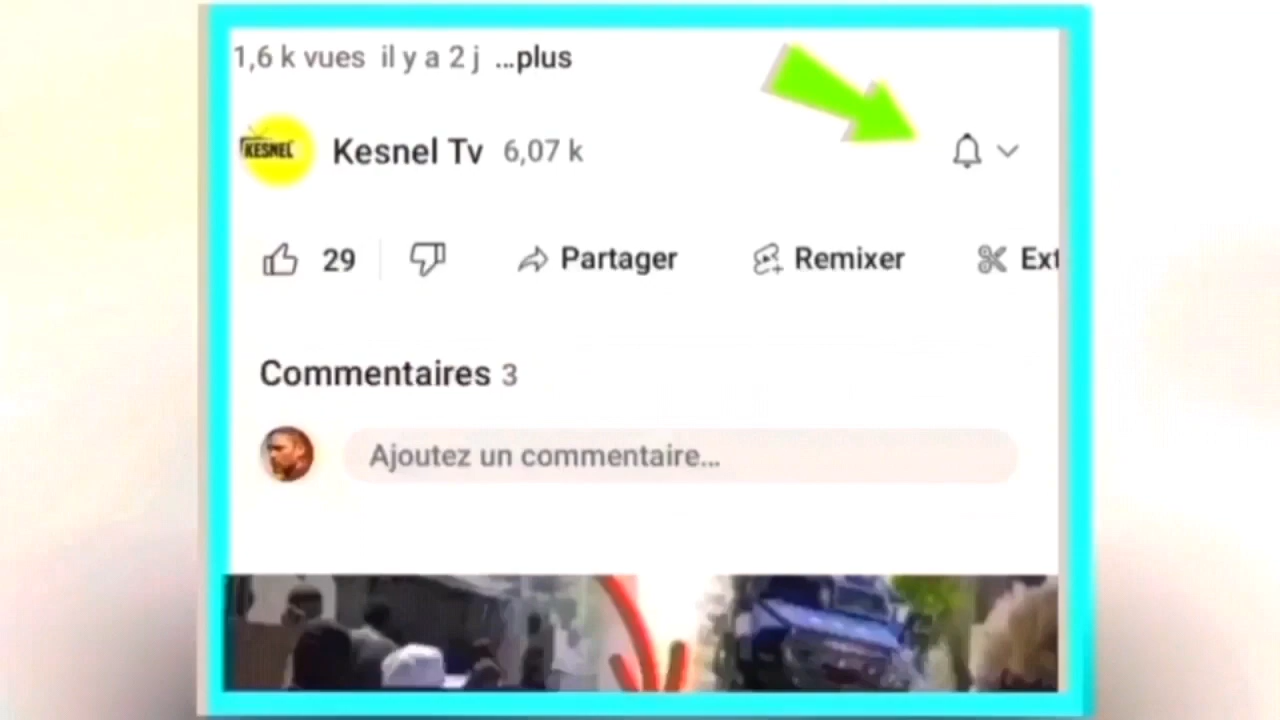 1,6 k vues il y a 2 j ...plus
KESNEL
Kesnel Tv 6,07 k
29 Partager Remixer Ext
Commentaires 3
Ajoutez un commentaire...